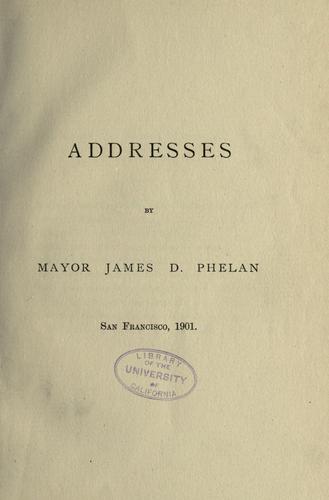 ADDRESSES
BY
MAYOR JAMES D. PHELAN
SAN FRANCISCO, 1901.
LIBRARY
OF THE
UNIVERSITY
OF
CALIFORNIA